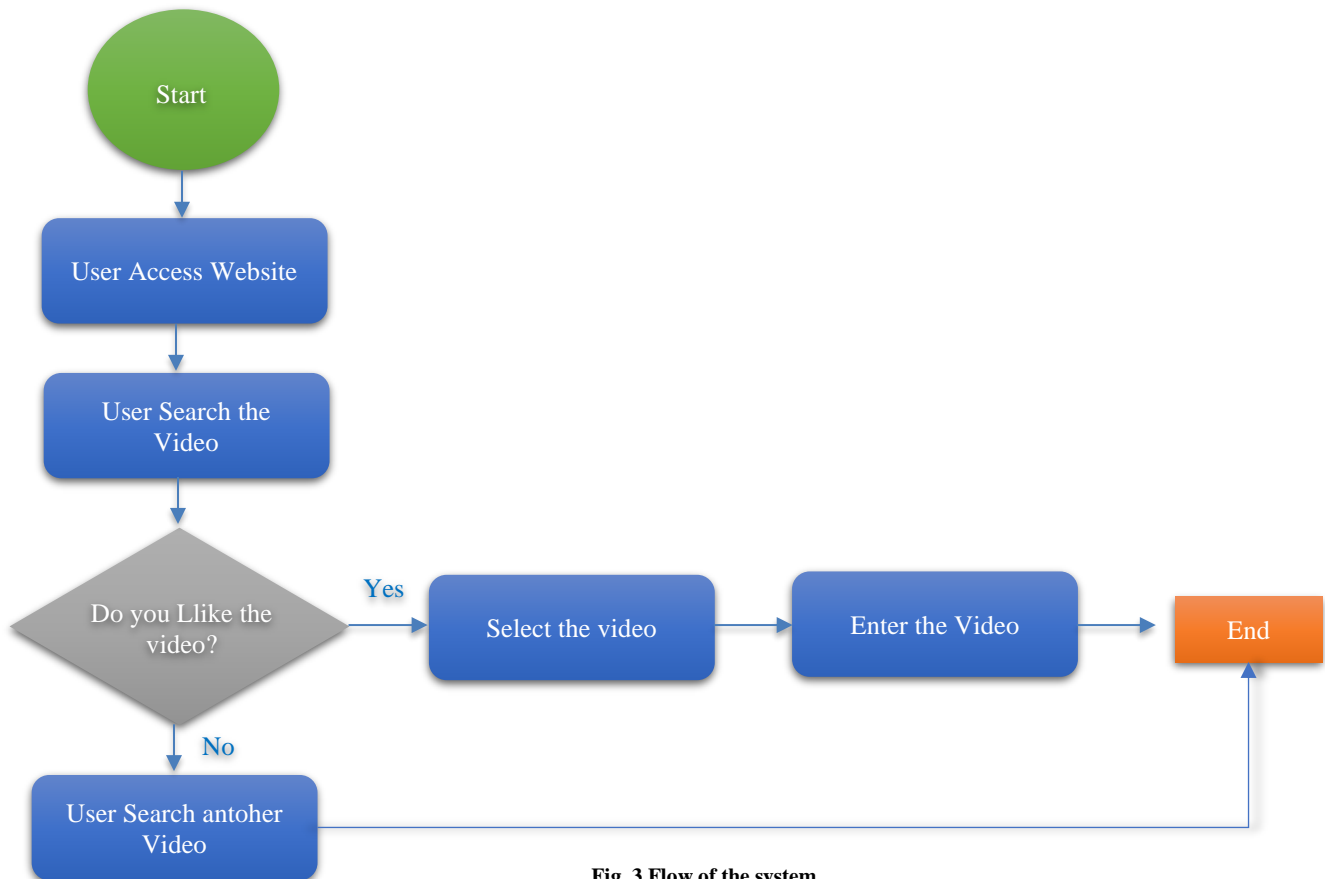 Start
User Access Website
User Search the
Video
Do you Llike the
video?
Yes
Select the video
Enter the Video
End
No
User Search antoher
Video
Fig. 3 Flow of the system